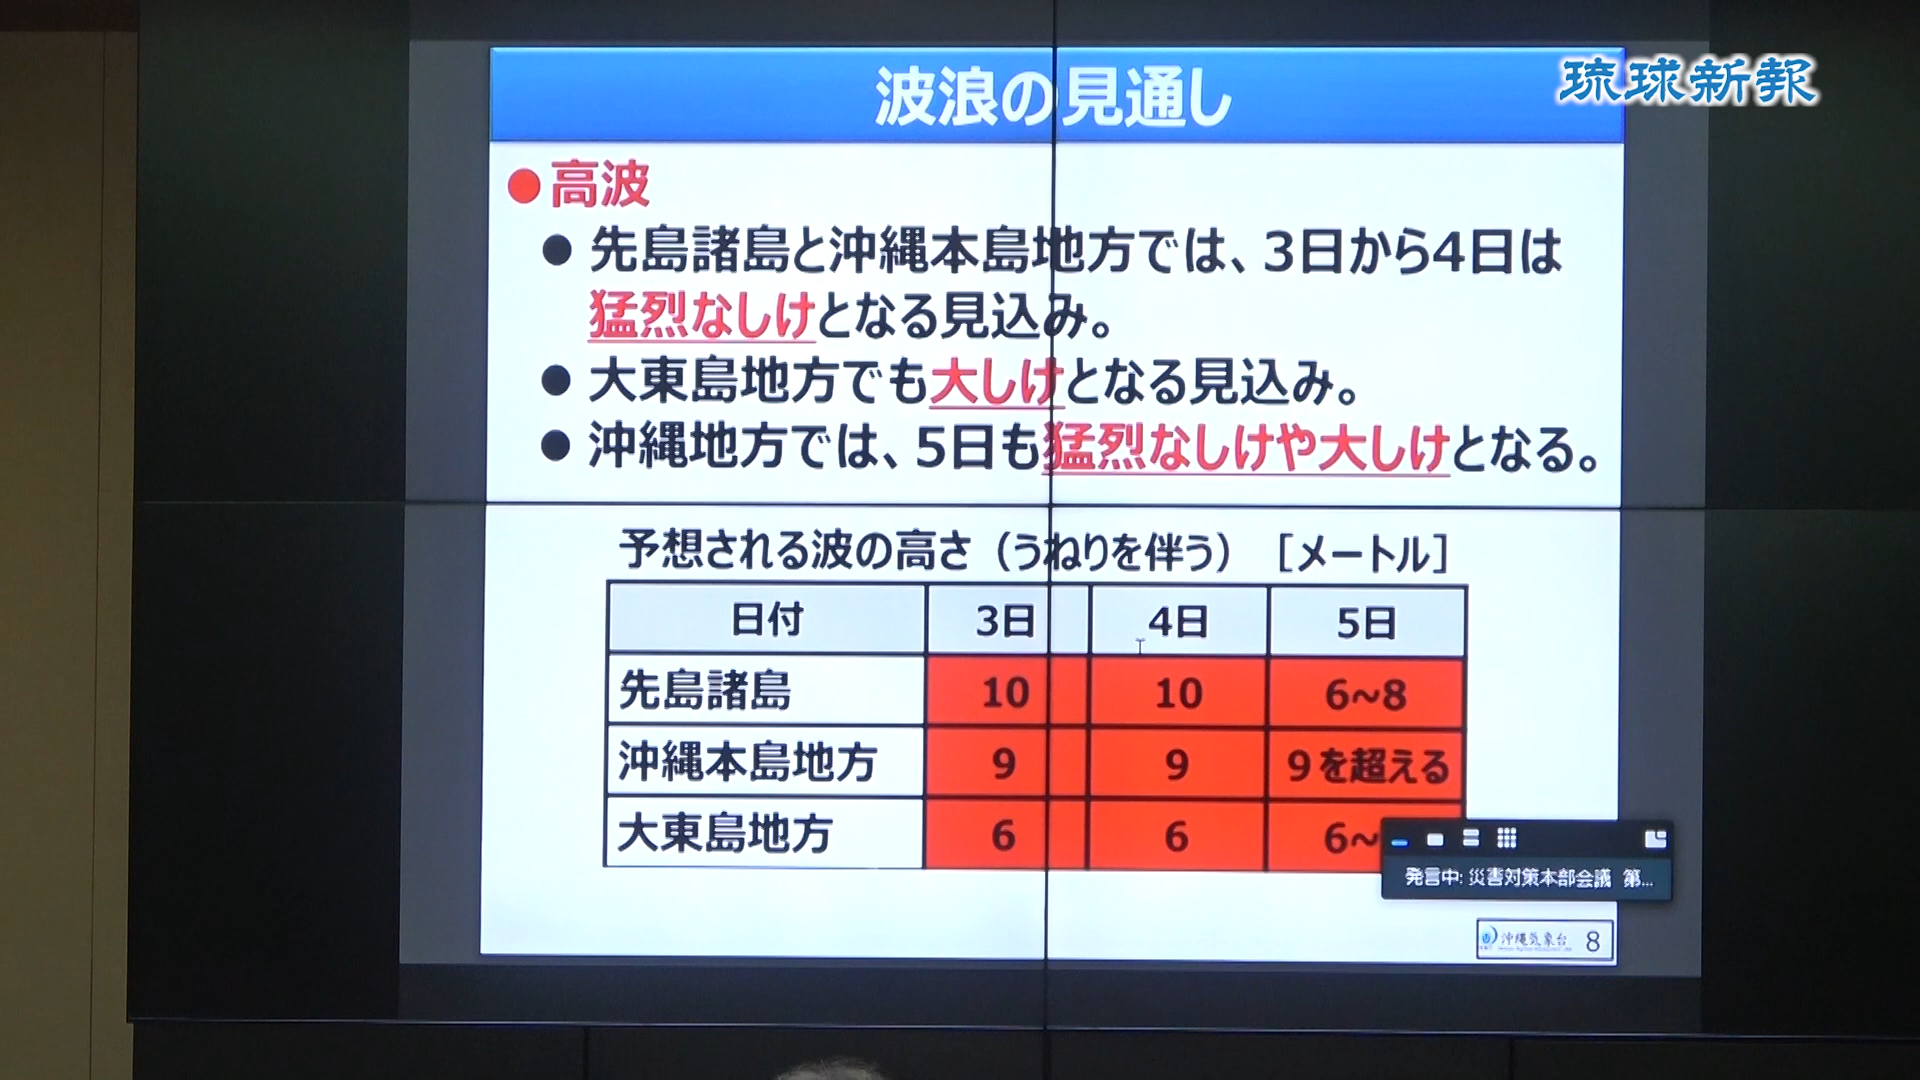 琉球新報
波浪の見通し
●高波
●先島諸島と沖縄本島地方では、3日から4日は
猛烈なしけとなる見込み。
●大東島地方でも大しけとなる見込み。
●沖縄地方では、5日も猛烈なしけや大しけとなる。
予想される波の高さ（うねりを伴う） ［メートル］
日付 3日 4日 5日
先島諸島 10 10 6~8
沖縄本島地方 9 9 9を超える
大東島地方 6 6 6~
発言中: 災害対策本部会議 第...
沖縄気象台 8